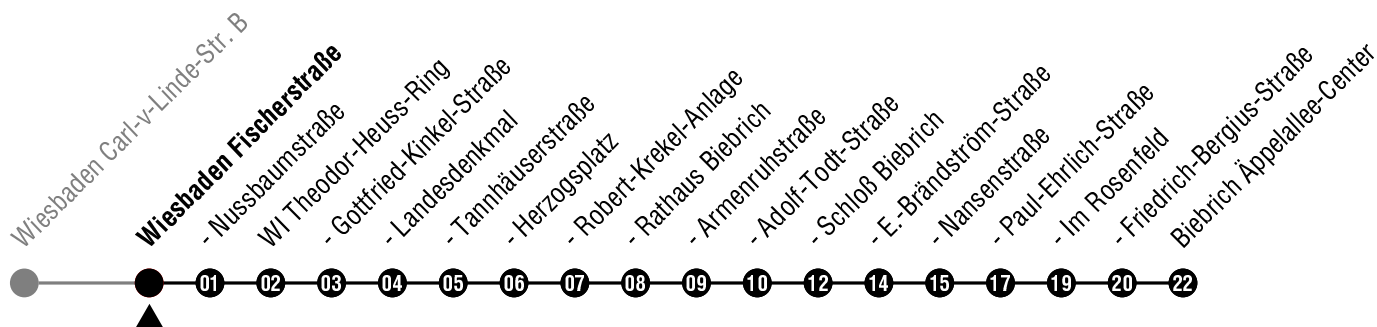 Wiesbaden Carl-v-Linde-Str. B
Wiesbaden Fischerstraße
- Nussbaumstraße
WI Theodor-Heuss-Ring
- Gottfried-Kinkel-Straße
- Landesdenkmal
- Tannhäuserstraße
- Herzogsplatz
- Robert-Krekel-Anlage
- Rathaus Biebrich
- Armenruhstraße
- Adolf-Todt-Straße
- Schloß Biebrich
- E.-Brändström-Straße
- Nansenstraße
- Paul-Ehrlich-Straße
- Im Rosenfeld
- Friedrich-Bergius-Straße
Biebrich Äppelallee-Center
01 02 03 04 05 06 07 08 09 10 12 14 15 17 19 20 22